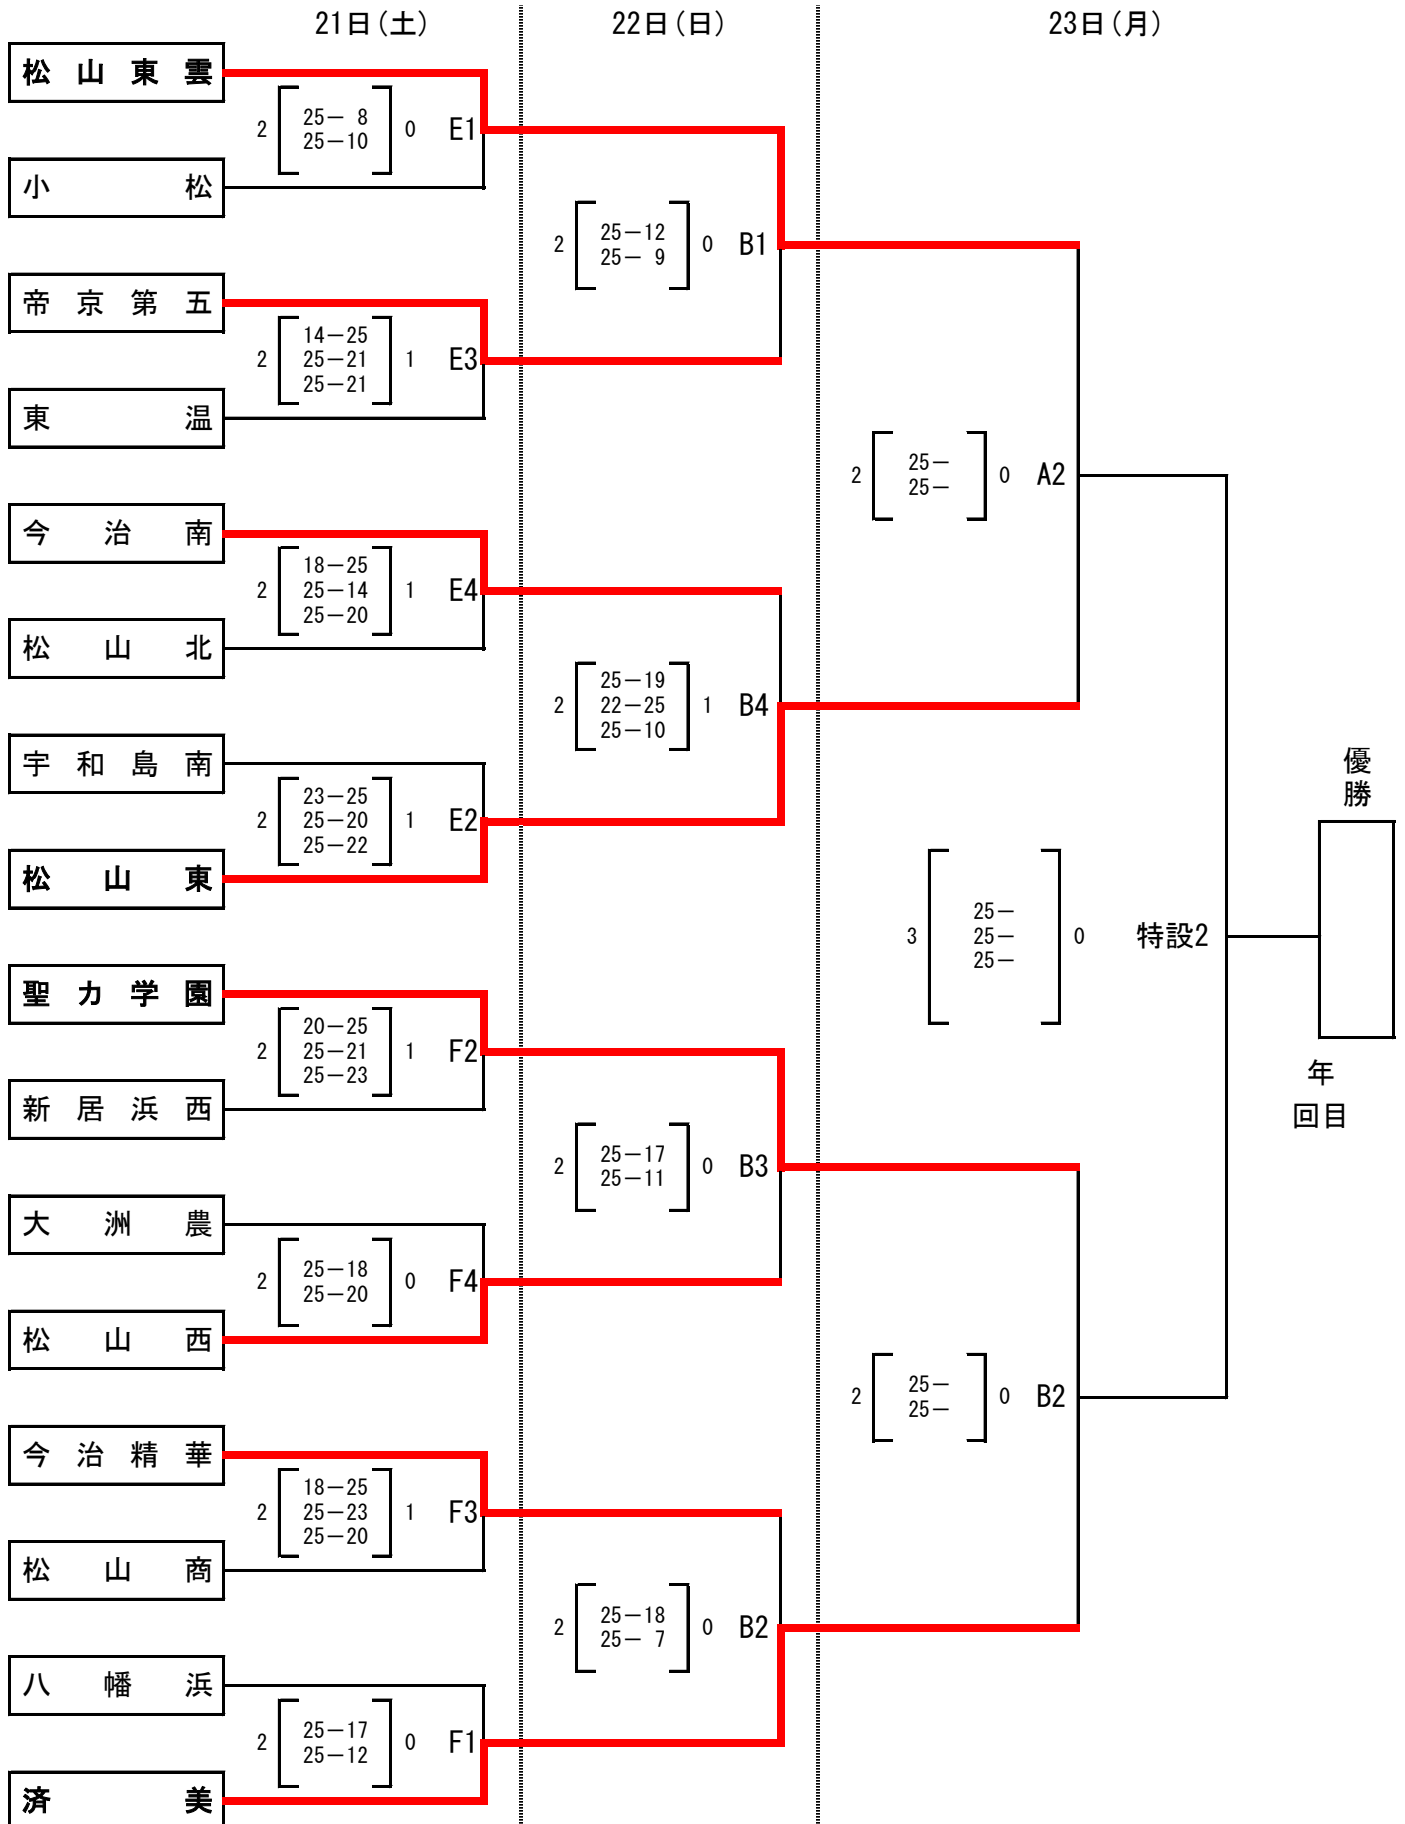 21日(土) 22日(日) 23日(月)
松山東雲
2 25－ 8 0 E1
25－10
小松
2 25－12 0 B1
25－ 9
帝京第五
14－25
2 25－21 1 E3
25－21
東温
2 25－ 0 A2
25－
今治南
18－25
2 25－14 1 E4
25－20
松山北
25－19
2 22－25 1 B4
25－10
宇和島南
23－25
2 25－20 1 E2
25－22
松山東
優勝
25－
3 25－ 0 特設2
25－
聖カ学園
20－25
2 25－21 1 F2
25－23
年
回目
新居浜西
2 25－17 0 B3
25－11
大洲農
2 25－18 0 F4
25－20
松山西
2 25－ 0 B2
25－
今治精華
18－25
2 25－23 1 F3
25－20
松山商
2 25－18 0 B2
25－ 7
八幡浜
2 25－17 0 F1
25－12
済美